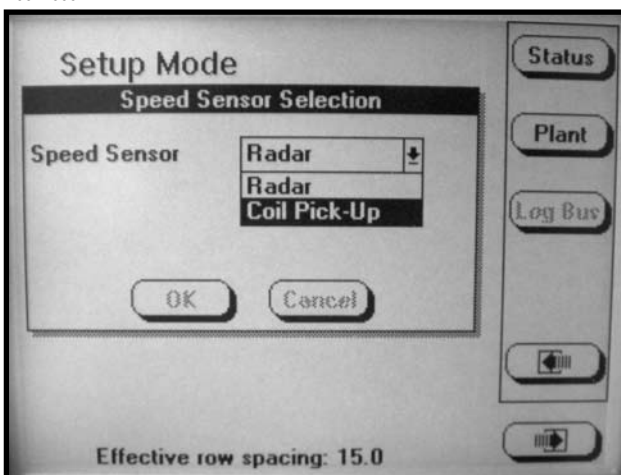 Setup Mode
Speed Sensor Selection
Speed Sensor
Radar
Radar
Coil Pick-Up
OK
Cancel
Effective row spacing: 15.0
Status
Plant
Log Bus